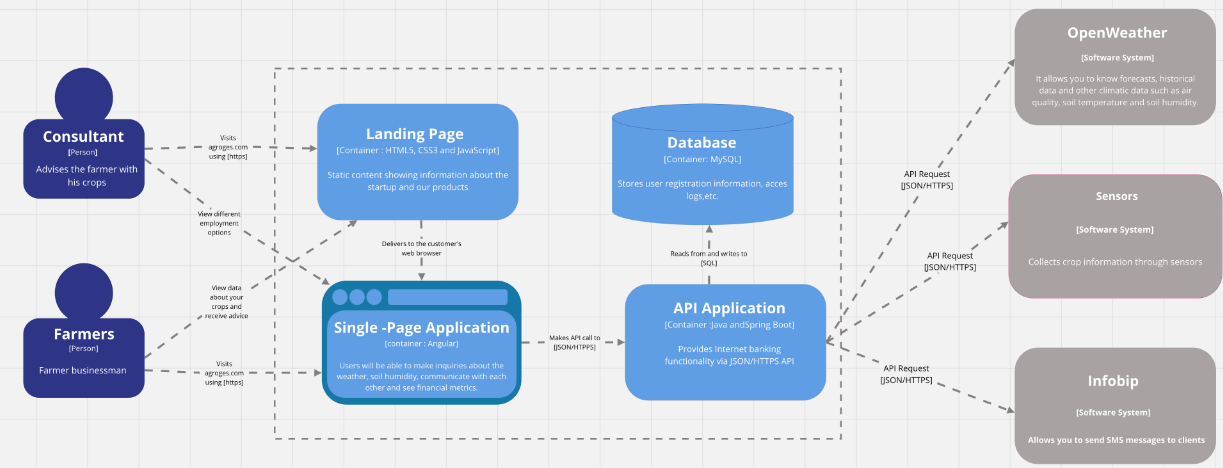 Consultant
[Person]
Advises the farmer with
his crops
Farmers
[Person]
Farmer businessman
Visits
agroges.com
using [https]
View different
employment
options
View data
about your
crops and
receive advice
Visits
agroges.com
using [https]
Landing Page
[Container : HTML5, CSS3 and JavaScript]
Static content showing information about the
startup and our products
Delivers to the cuctomer's
web browser
Single -Page Application
[container : Angular]
Users will be able to make inquiries about the
weather, soil humidity, communicate with each
other and see financial metrics.
Makes API call to
[JSON/HTPPS]
Database
[Container: MySQL]
Stores user registration information, acces
logs,etc.
Reads from and writes to
[SQL]
API Application
[Container :Java andSpring Boot]
Provides Internet banking
functionality via JSON/HTTPS API
API Request
[JSON/HTTPS]
API Request
[JSON/HTTPS]
API Request
[JSON/HTTPS]
OpenWeather
[Software System]
It allows you to know forecasts, historical
data and other climatic data such as air
quality, soil temperature and soil humidity.
Sensors
[Software System]
Collects crop information through sensors
Infobip
[Software System]
Allows you to send SMS messages to clients